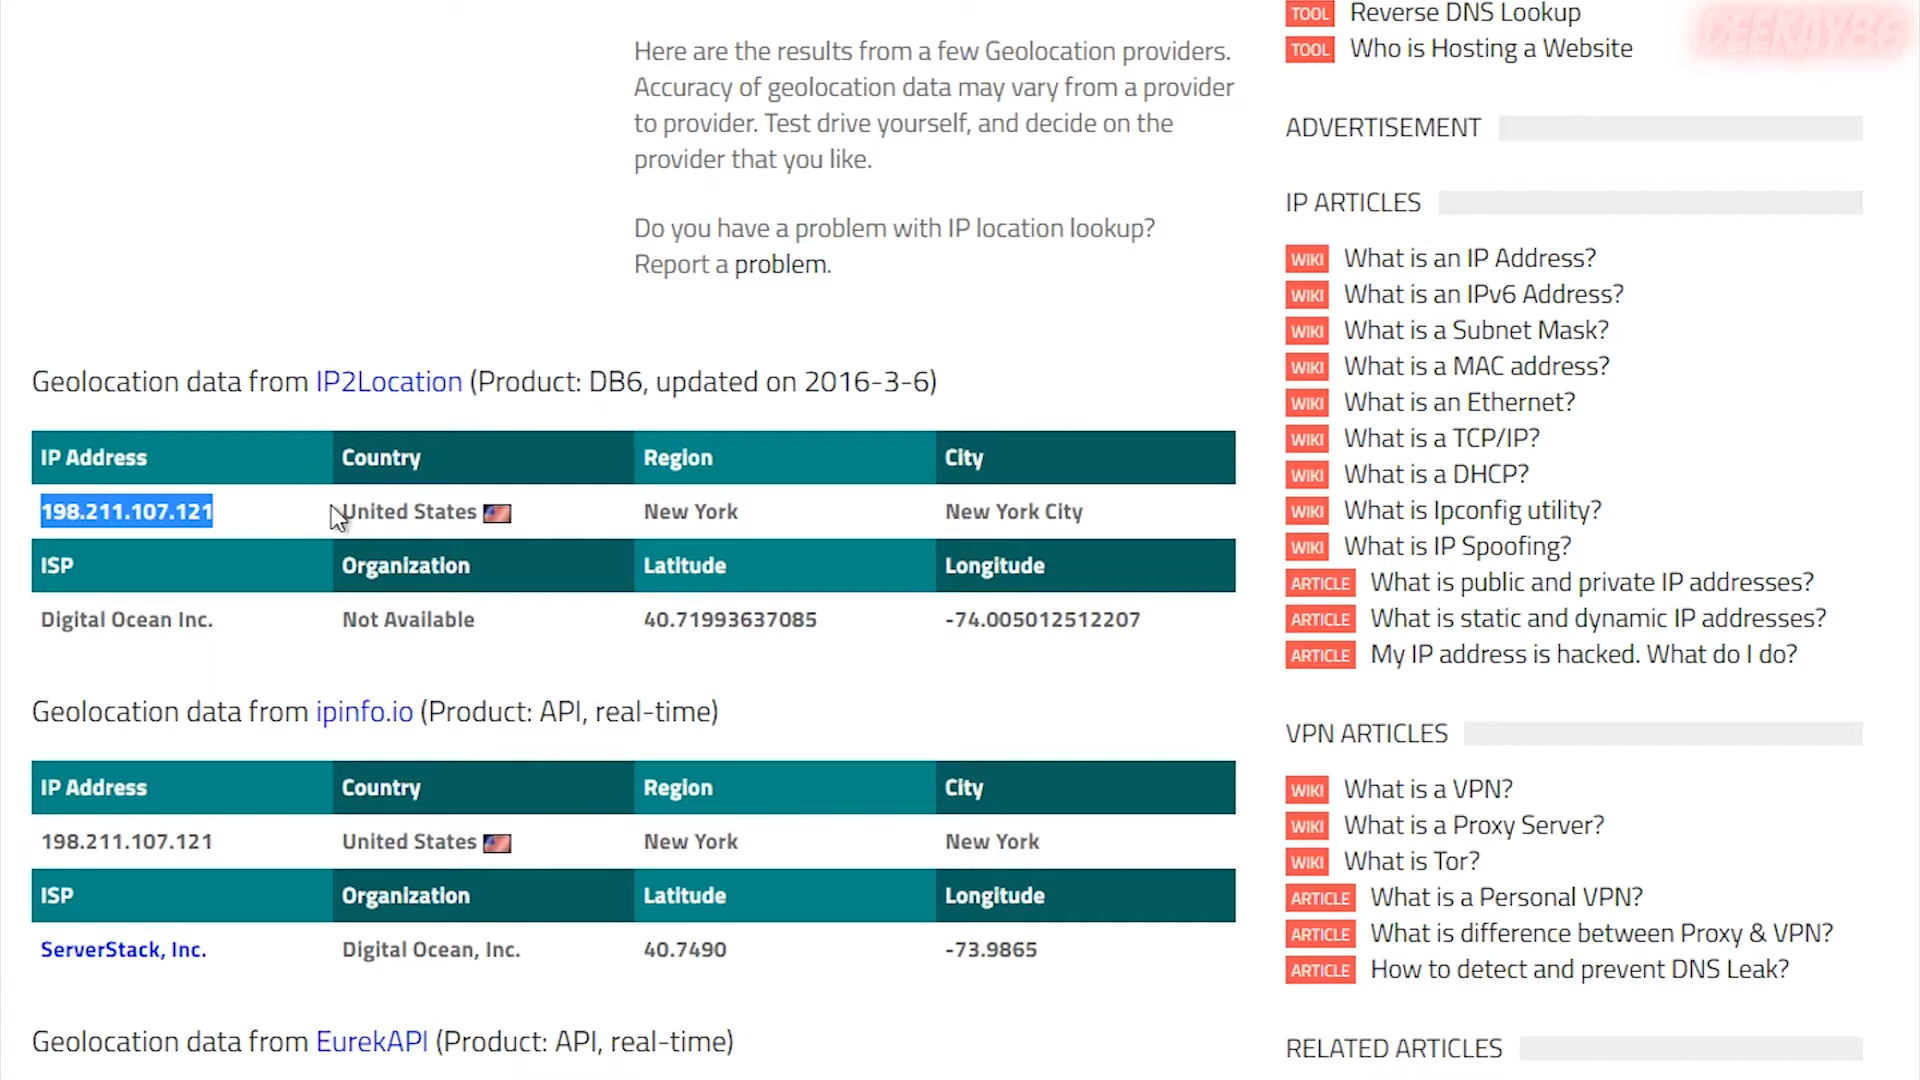 Here are the results from a few Geolocation providers.
Accuracy of geolocation data may vary from a provider
to provider. Test drive yourself, and decide on the
provider that you like.
Do you have a problem with IP location lookup?
Report a problem.
Geolocation data from IP2Location (Product: DB6, updated on 2016-3-6)
IP Address Country Region City
198.211.107.121 United States New York New York City
ISP Organization Latitude Longitude
Digital Ocean Inc. Not Available 40.71993637085 -74.005012512207
Geolocation data from ipinfo.io (Product: API, real-time)
IP Address Country Region City
198.211.107.121 United States New York New York
ISP Organization Latitude Longitude
ServerStack, Inc. Digital Ocean, Inc. 40.7490 -73.9865
Geolocation data from EurekAPI (Product: API, real-time)
TOOL Reverse DNS Lookup
TOOL Who is Hosting a Website
DEEKAY86
ADVERTISEMENT
IP ARTICLES
WIKI What is an IP Address?
WIKI What is an IPv6 Address?
WIKI What is a Subnet Mask?
WIKI What is a MAC address?
WIKI What is an Ethernet?
WIKI What is a TCP/IP?
WIKI What is a DHCP?
WIKI What is Ipconfig utility?
WIKI What is IP Spoofing?
ARTICLE What is public and private IP addresses?
ARTICLE What is static and dynamic IP addresses?
ARTICLE My IP address is hacked. What do I do?
VPN ARTICLES
WIKI What is a VPN?
WIKI What is a Proxy Server?
WIKI What is Tor?
ARTICLE What is a Personal VPN?
ARTICLE What is difference between Proxy & VPN?
ARTICLE How to detect and prevent DNS Leak?
RELATED ARTICLES